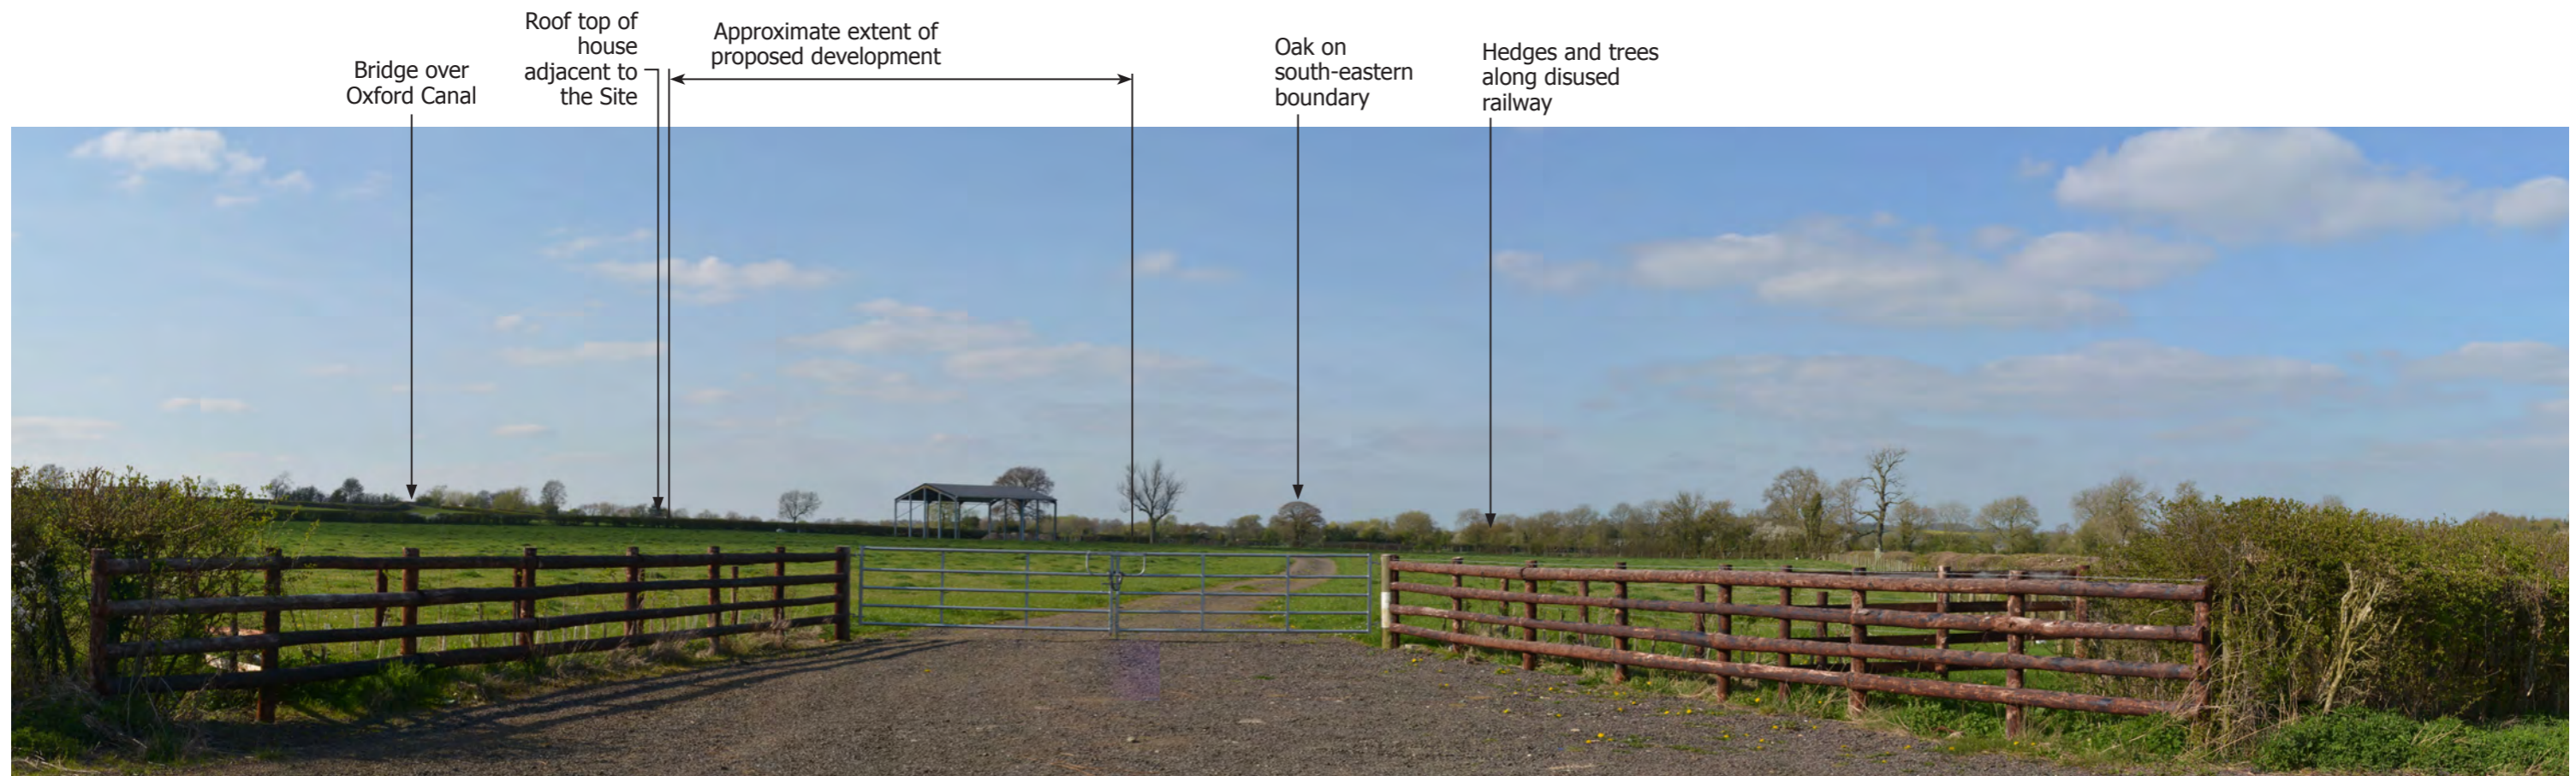 Bridge over
Oxford Canal
Roof top of
house
adjacent to
the Site
Approximate extent of
proposed development
Oak on
south-eastern
boundary
Hedges and trees
along disused
railway